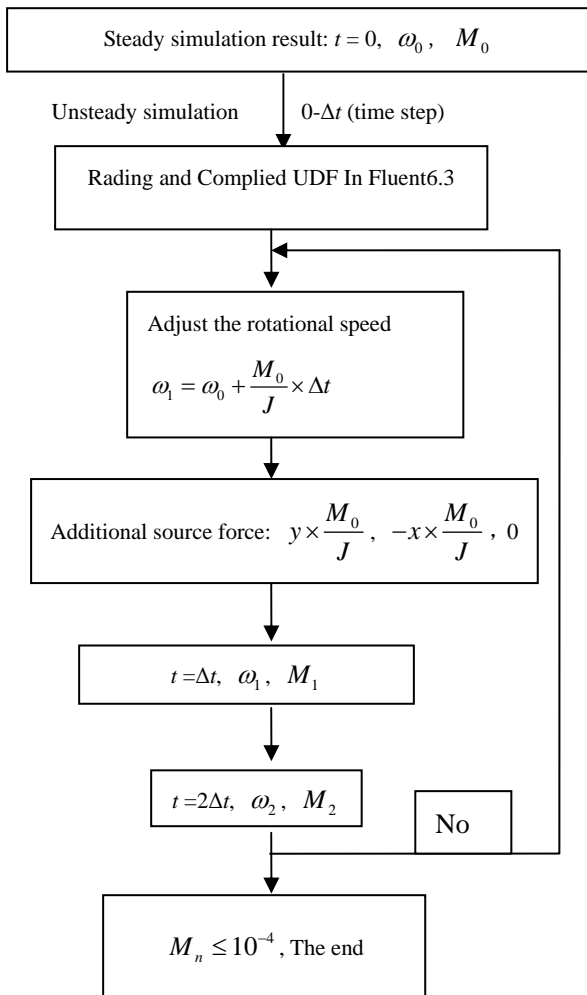 Steady simulation result: t = 0, ω₀, M₀
Unsteady simulation 0-Δt (time step)
Rading and Complied UDF In Fluent6.3
Adjust the rotational speed
ω₁ = ω₀ + M₀/J × Δt
Additional source force: y × M₀/J, −x × M₀/J, 0
t =Δt, ω₁, M₁
t =2Δt, ω₂, M₂
No
Mₙ ≤ 10⁻⁴, The end